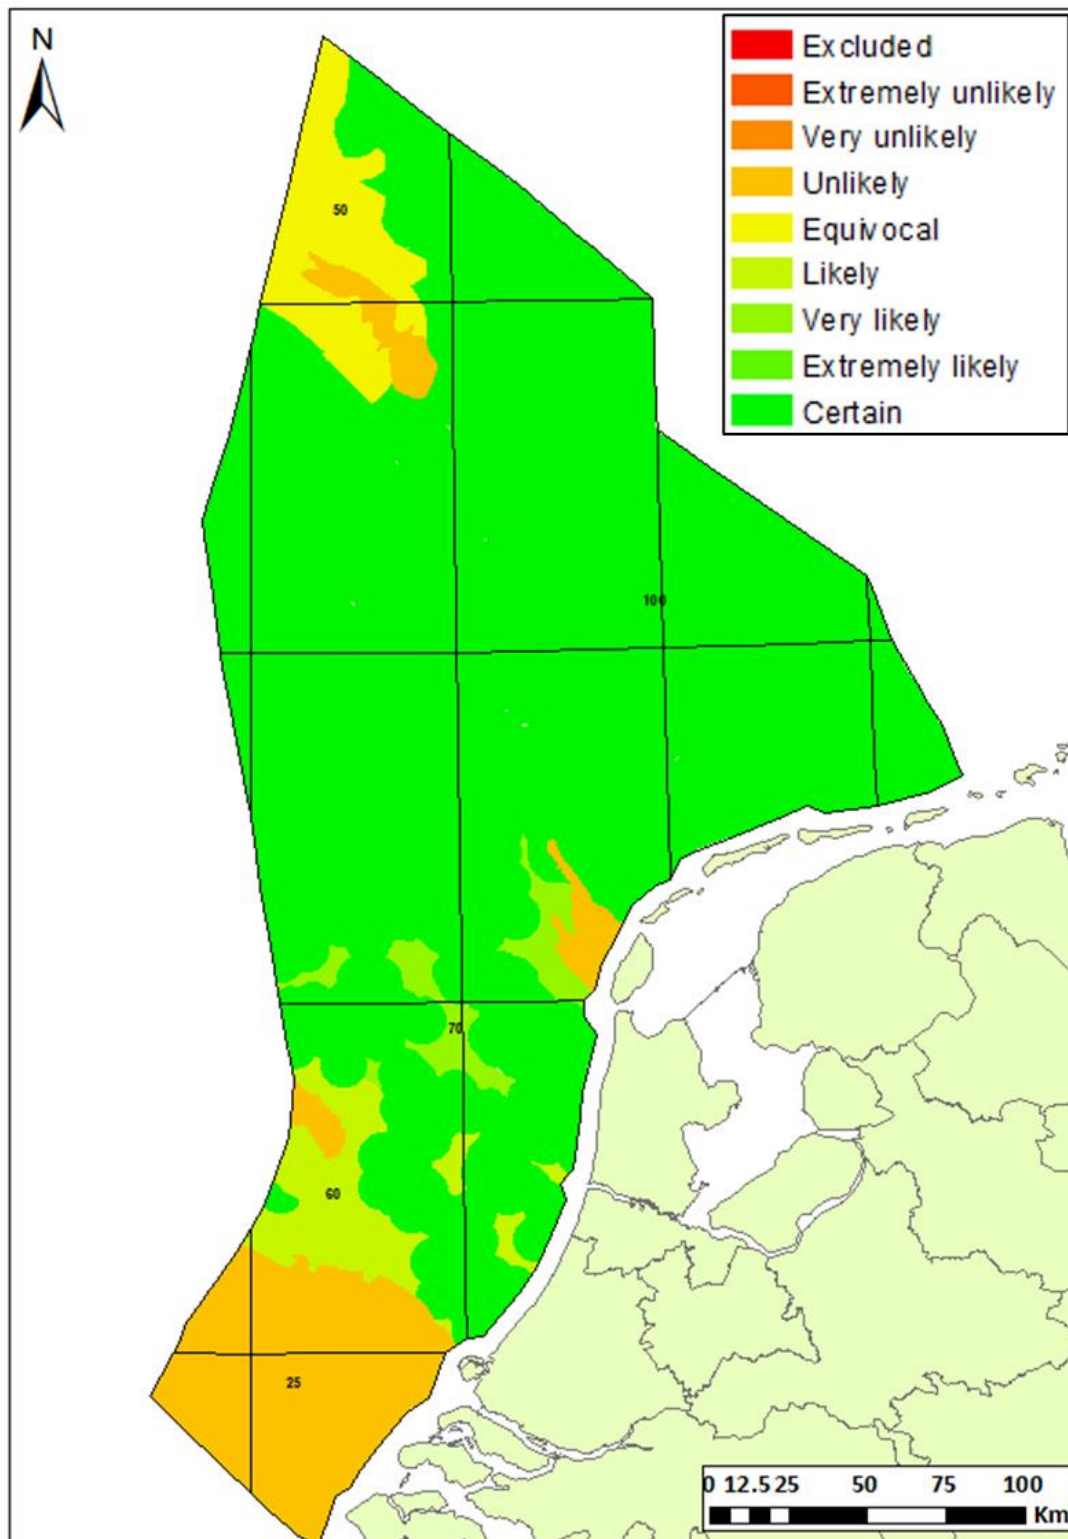 N
Excluded
Extremely unlikely
Very unlikely
Unlikely
Equivocal
Likely
Very likely
Extremely likely
Certain
50
100
70
60
25
0 12.5 25 50 75 100
Km